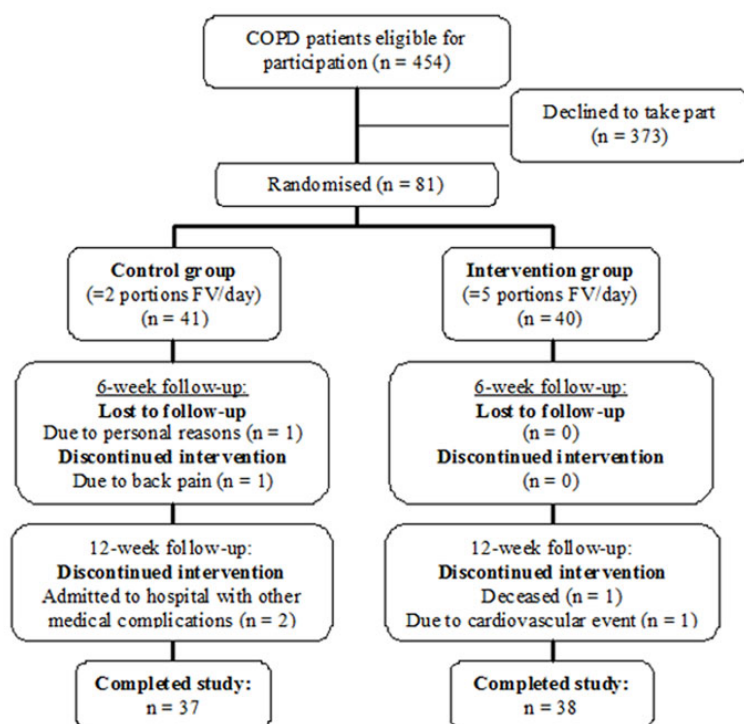 COPD patients eligible for
participation (n = 454)
Declined to take part
(n = 373)
Randomised (n = 81)
Control group
(=2 portions FV/day)
(n = 41)
Intervention group
(=5 portions FV/day)
(n = 40)
6-week follow-up:
Lost to follow-up
Due to personal reasons (n = 1)
Discontinued intervention
Due to back pain (n = 1)
6-week follow-up:
Lost to follow-up
(n = 0)
Discontinued intervention
(n = 0)
12-week follow-up:
Discontinued intervention
Admitted to hospital with other
medical complications (n = 2)
12-week follow-up:
Discontinued intervention
Deceased (n = 1)
Due to cardiovascular event (n = 1)
Completed study:
n = 37
Completed study:
n = 38